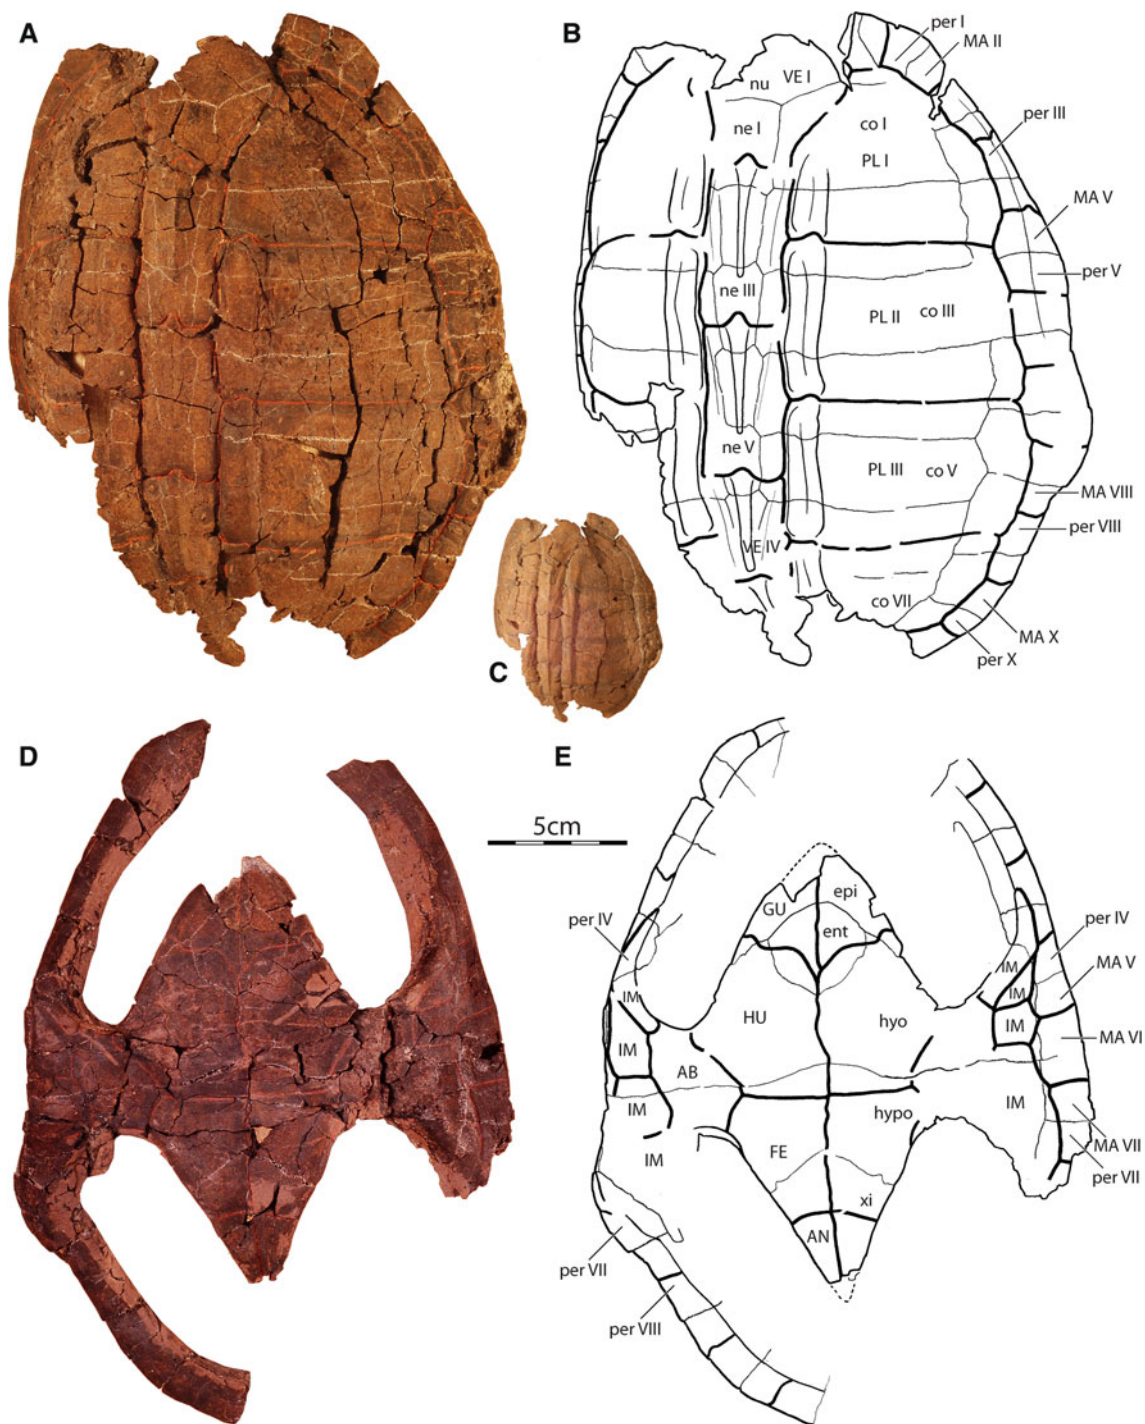 A
B
per I
MA II
nu
VE I
ne I
co I
per III
PL I
MA V
per V
ne III
PL II
co III
ne V
PL III
co V
MA VIII
per VIII
VE IV
co VII
MA X
per X
C
D
E
5cm
epi
GU
per IV
ent
per IV
IM
MA V
IM
IM
HU
hyo
IM
IM
MA VI
AB
IM
hypo
IM
MA VII
IM
FE
per VII
xi
AN
per VII
per VIII